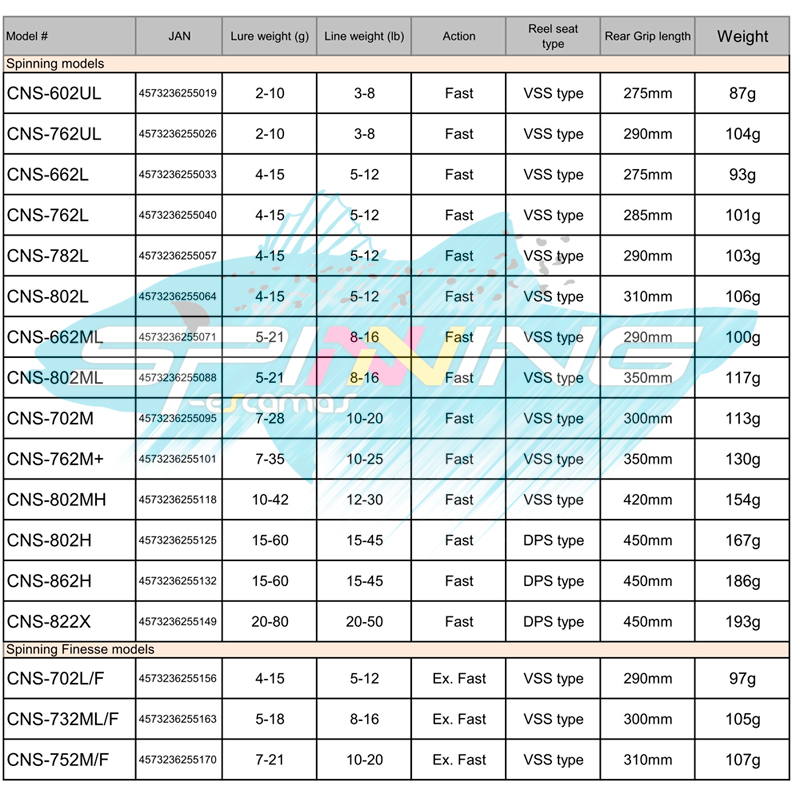 Model # JAN Lure weight (g) Line weight (lb) Action Reel seat type Rear Grip length Weight
Spinning models
CNS-602UL 4573236255019 2-10 3-8 Fast VSS type 275mm 87g
CNS-762UL 4573236255026 2-10 3-8 Fast VSS type 290mm 104g
CNS-662L 4573236255033 4-15 5-12 Fast VSS type 275mm 93g
CNS-762L 4573236255040 4-15 5-12 Fast VSS type 285mm 101g
CNS-782L 4573236255057 4-15 5-12 Fast VSS type 290mm 103g
CNS-802L 4573236255064 4-15 5-12 Fast VSS type 310mm 106g
CNS-662ML 4573236255071 5-21 8-16 Fast VSS type 290mm 100g
CNS-802ML 4573236255088 5-21 8-16 Fast VSS type 350mm 117g
SPINNING
-escamas
CNS-702M 4573236255095 7-28 10-20 Fast VSS type 300mm 113g
CNS-762M+ 4573236255101 7-35 10-25 Fast VSS type 350mm 130g
CNS-802MH 4573236255118 10-42 12-30 Fast VSS type 420mm 154g
CNS-802H 4573236255125 15-60 15-45 Fast DPS type 450mm 167g
CNS-862H 4573236255132 15-60 15-45 Fast DPS type 450mm 186g
CNS-822X 4573236255149 20-80 20-50 Fast DPS type 450mm 193g
Spinning Finesse models
CNS-702L/F 4573236255156 4-15 5-12 Ex. Fast VSS type 290mm 97g
CNS-732ML/F 4573236255163 5-18 8-16 Ex. Fast VSS type 300mm 105g
CNS-752M/F 4573236255170 7-21 10-20 Ex. Fast VSS type 310mm 107g